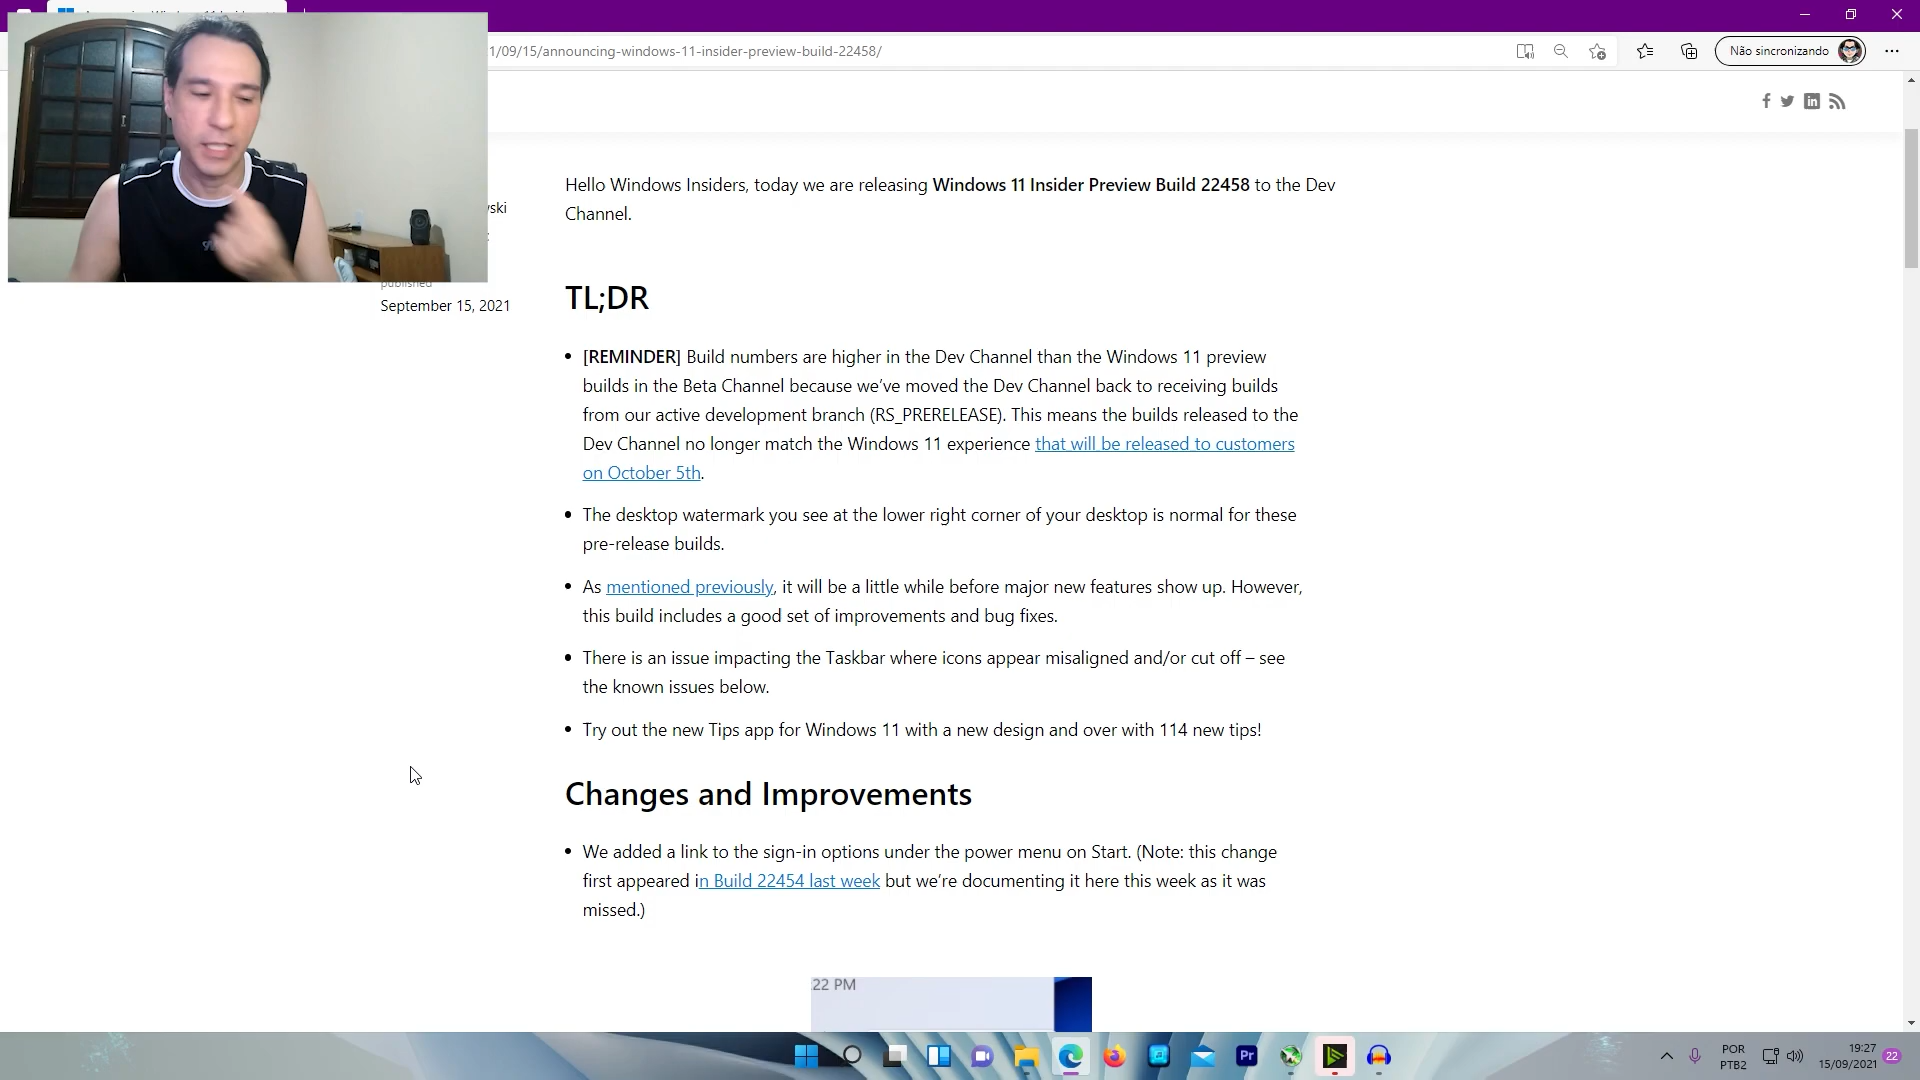 1/09/15/announcing-windows-11-insider-preview-build-22458/
Não sincronizando
Hello Windows Insiders, today we are releasing Windows 11 Insider Preview Build 22458 to the Dev
Channel.
published
September 15, 2021
TL;DR
• [REMINDER] Build numbers are higher in the Dev Channel than the Windows 11 preview
builds in the Beta Channel because we’ve moved the Dev Channel back to receiving builds
from our active development branch (RS_PRERELEASE). This means the builds released to the
Dev Channel no longer match the Windows 11 experience that will be released to customers
on October 5th.
• The desktop watermark you see at the lower right corner of your desktop is normal for these
pre-release builds.
• As mentioned previously, it will be a little while before major new features show up. However,
this build includes a good set of improvements and bug fixes.
• There is an issue impacting the Taskbar where icons appear misaligned and/or cut off – see
the known issues below.
• Try out the new Tips app for Windows 11 with a new design and over with 114 new tips!
Changes and Improvements
• We added a link to the sign-in options under the power menu on Start. (Note: this change
first appeared in Build 22454 last week but we’re documenting it here this week as it was
missed.)
:22 PM
Pr
POR
PTB2
19:27
15/09/2021
22